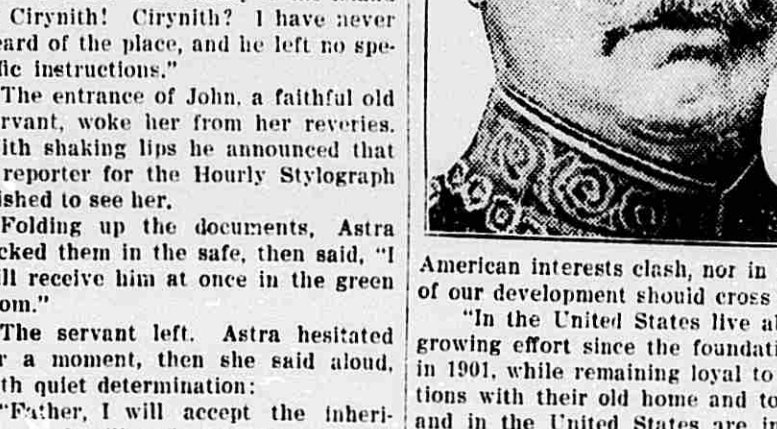 Cirynith! Cirynith? I have never
eard of the place, and he left no spe-
fic instructions."
The entrance of John, a faithful old
rvant, woke her from her reveries.
ith shaking lips he announced that
reporter for the Hourly Stylograph
ished to see her.
Folding up the documents, Astra
cked them in the safe, then said, "I
ill receive him at once in the green
om."
The servant left. Astra hesitated
r a moment, then she said aloud,
th quiet determination:
"Father, I will accept the inheri-
American interests clash, nor in
of our development should cross
"In the United States live al
growing effort since the foundati
in 1901, while remaining loyal to
tions with their old home and to
and in the United States are in